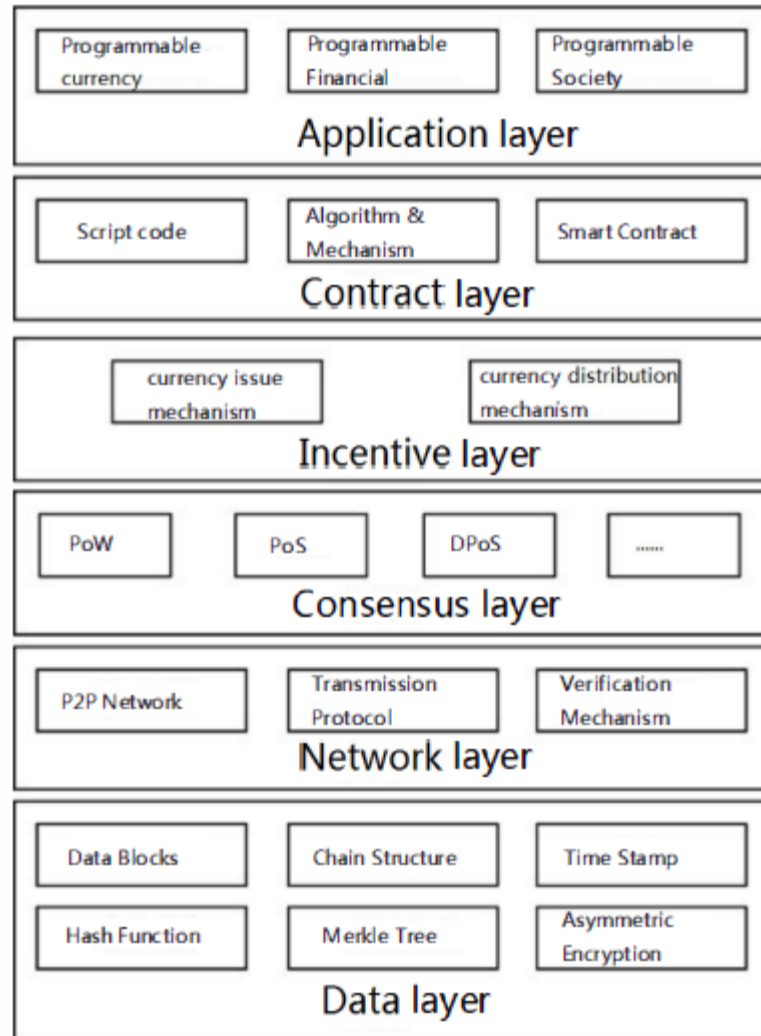 Programmable
currency
Programmable
Financial
Programmable
Society
Application layer
Script code
Algorithm &
Mechanism
Smart Contract
Contract layer
currency issue
mechanism
currency distribution
mechanism
Incentive layer
PoW
PoS
DPoS
......
Consensus layer
P2P Network
Transmission
Protocol
Verification
Mechanism
Network layer
Data Blocks
Chain Structure
Time Stamp
Hash Function
Merkle Tree
Asymmetric
Encryption
Data layer